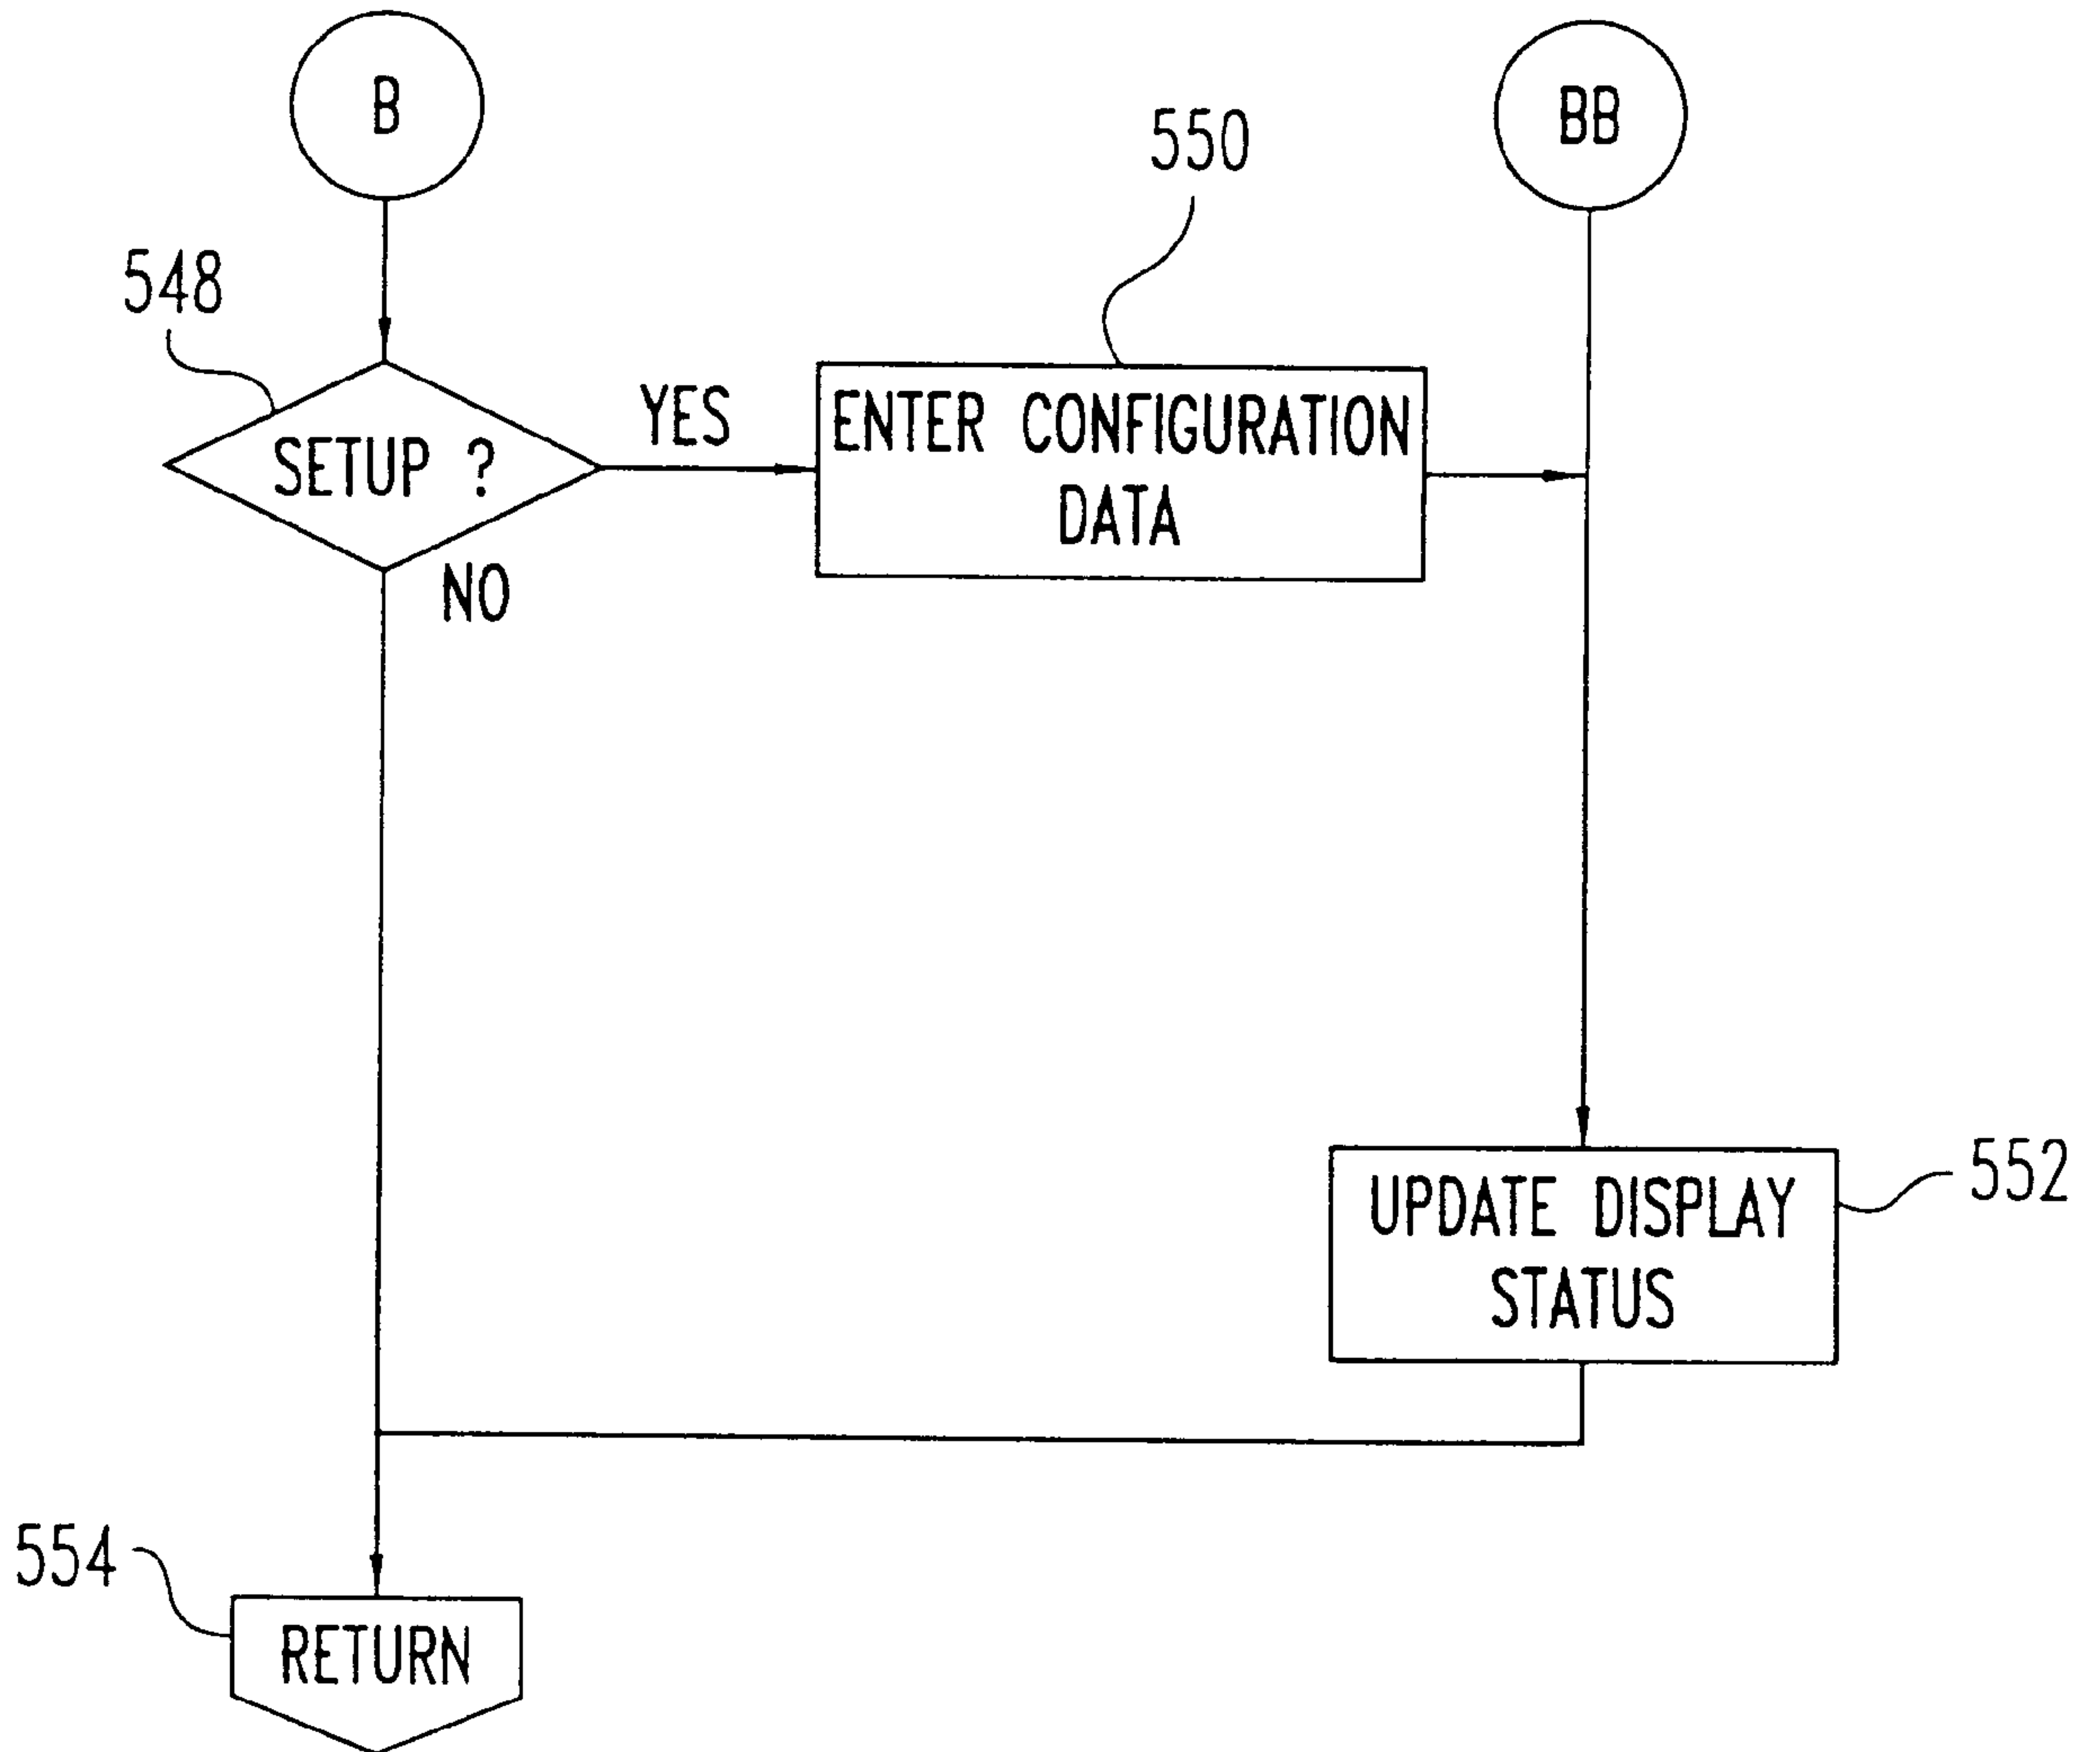 B
BB
550
548
YES
ENTER CONFIGURATION
DATA
SETUP ?
NO
552
UPDATE DISPLAY
STATUS
554
RETURN